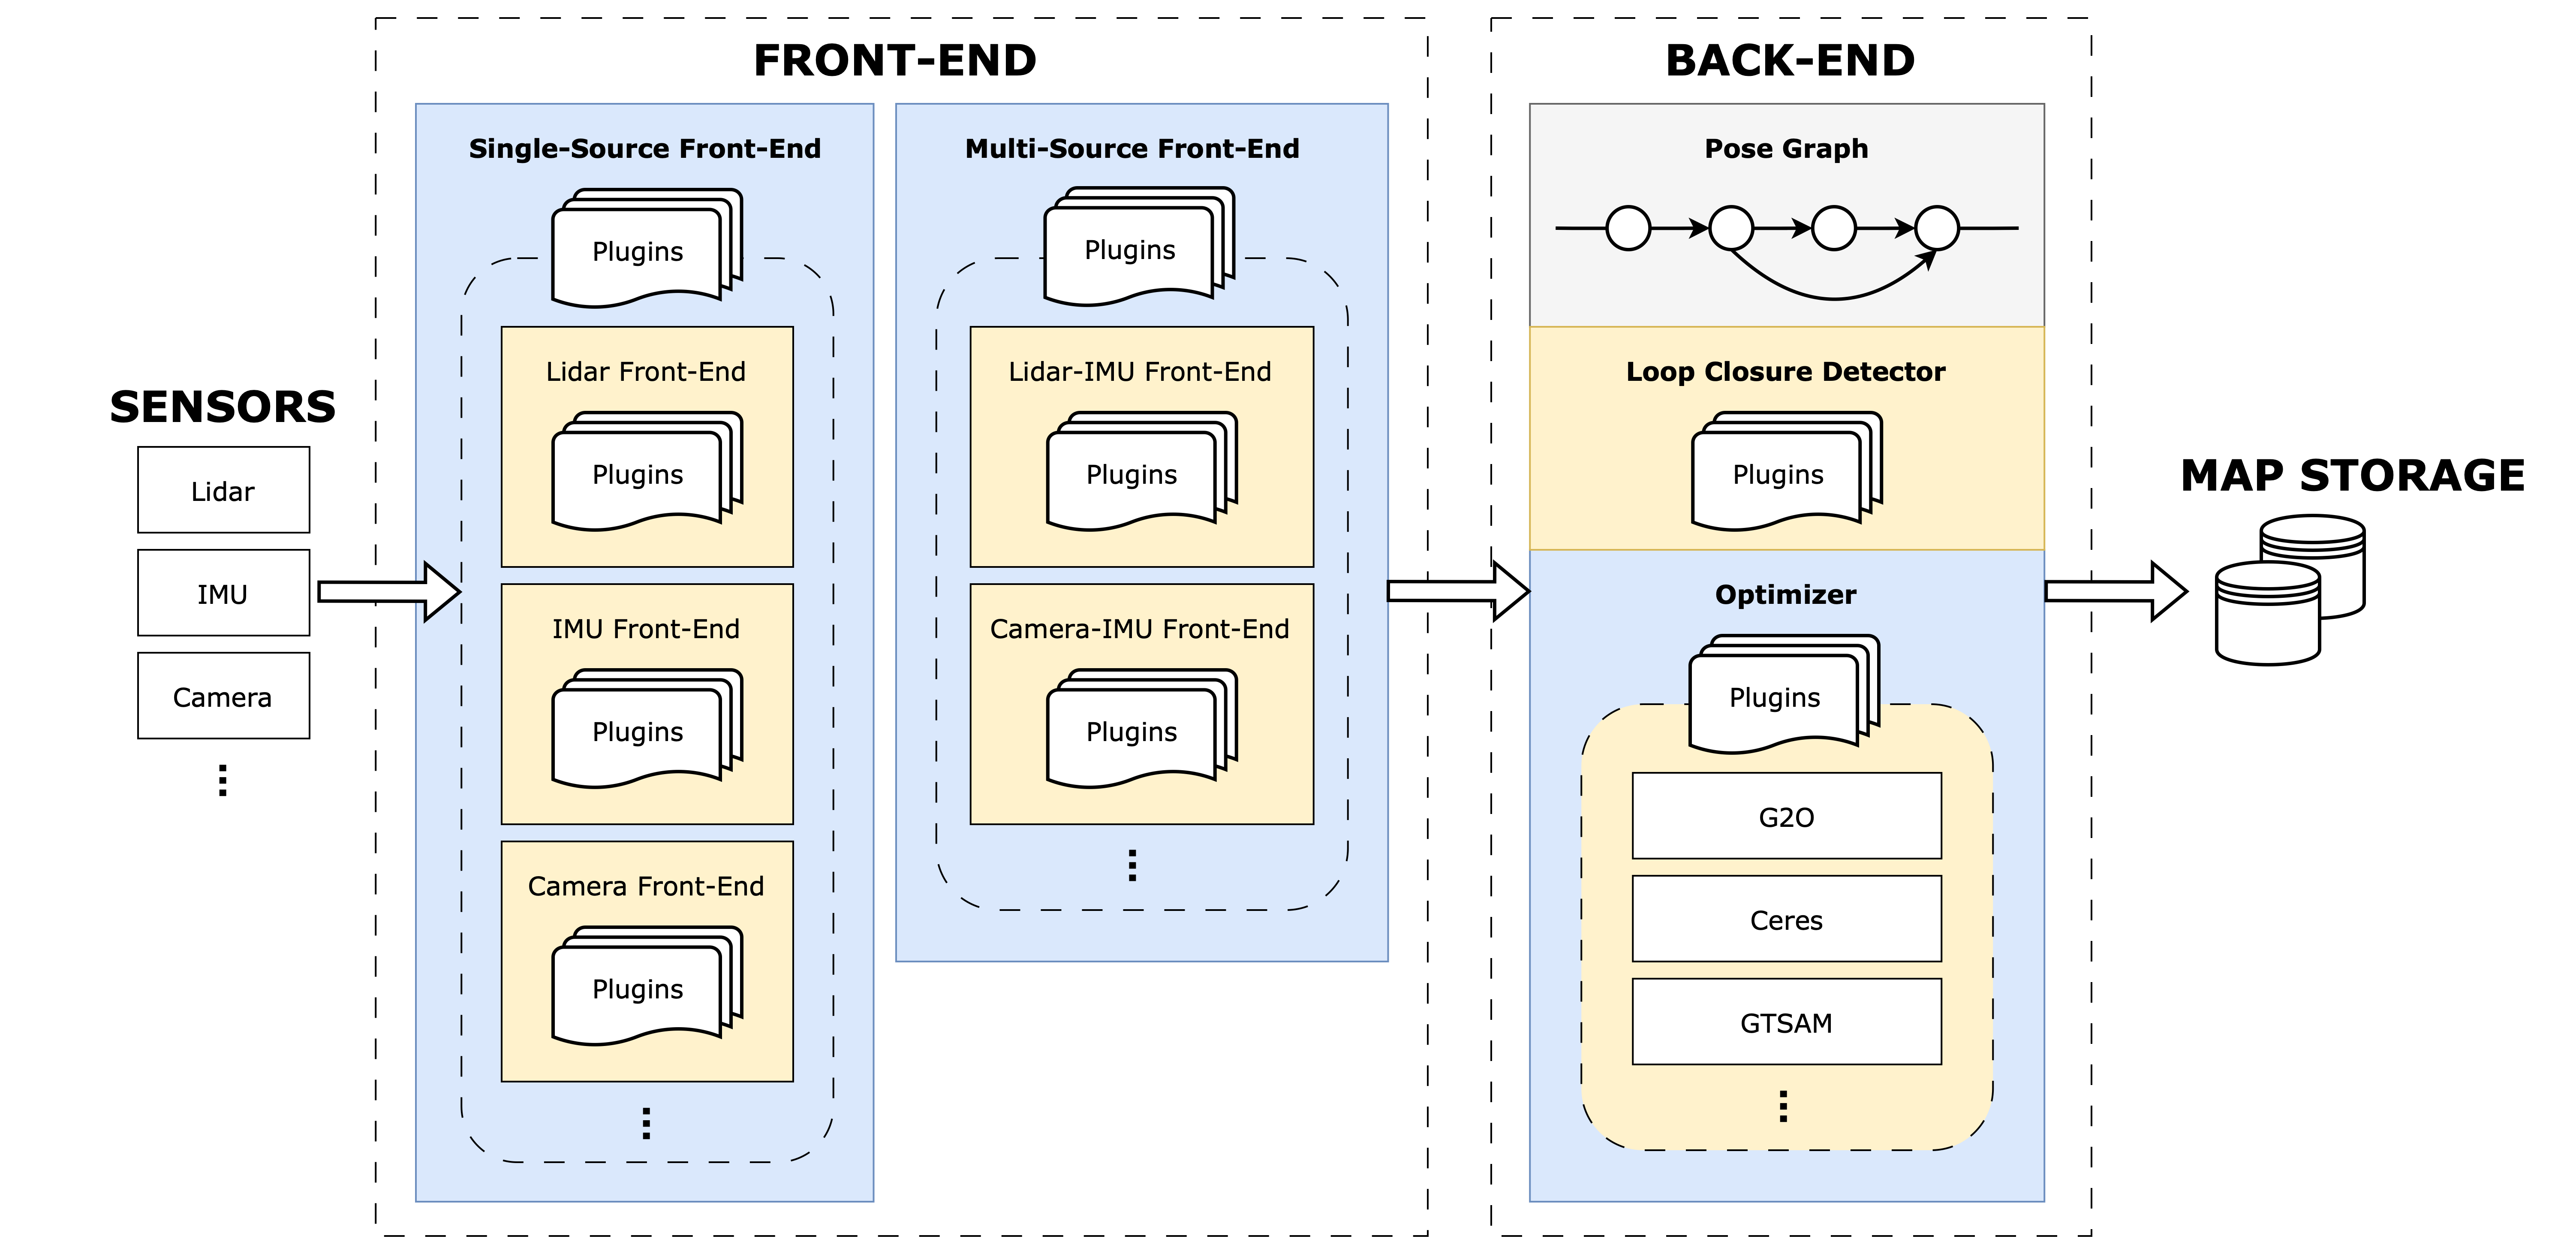 SENSORS
Lidar
IMU
Camera
FRONT-END
Single-Source Front-End
Plugins
Lidar Front-End
Plugins
IMU Front-End
Plugins
Camera Front-End
Plugins
Multi-Source Front-End
Plugins
Lidar-IMU Front-End
Plugins
Camera-IMU Front-End
Plugins
BACK-END
Pose Graph
Loop Closure Detector
Plugins
Optimizer
Plugins
G2O
Ceres
GTSAM
MAP STORAGE